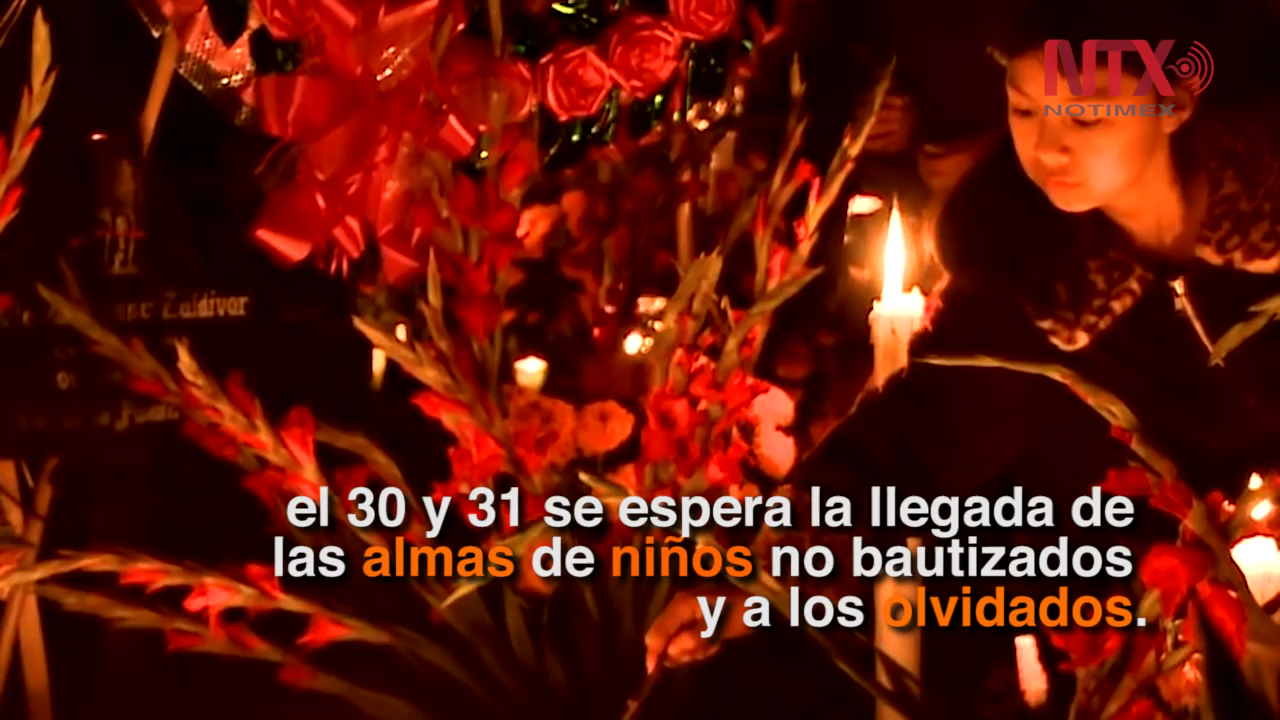 NTX
NOTIMEX
Zaldivar
el 30 y 31 se espera la llegada de
las almas de niños no bautizados
y a los olvidados.